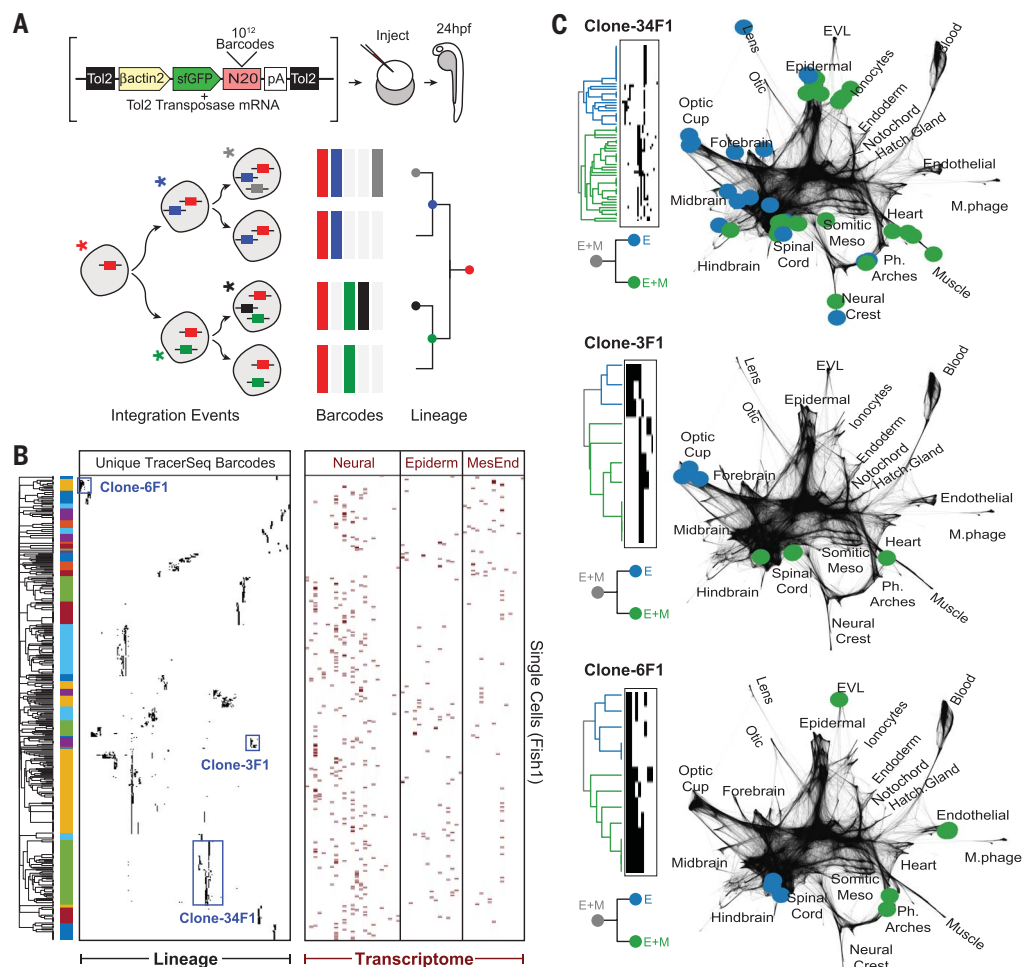 A
10¹² Barcodes
Tol2 βactin2 sfGFP N20 pA Tol2
+
Tol2 Transposase mRNA
Inject
24hpf
* * * * *
Integration Events
Barcodes
Lineage
B
Unique TracerSeq Barcodes
Neural Epiderm MesEnd
Clone-6F1
Clone-3F1
Clone-34F1
Single Cells (Fish1)
Lineage
Transcriptome
C
Clone-34F1
E+M
E
E+M
Lens
EVL
Blood
Otic
Epidermal
Ionocytes
Optic
Cup
Forebrain
Endoderm
Notochord
Hatch-Gland
Endothelial
Midbrain
M.phage
Hindbrain
Spinal
Cord
Somitic
Meso
Heart
Ph.
Arches
Muscle
Neural
Crest
Clone-3F1
E+M
E
E+M
Lens
EVL
Blood
Otic
Epidermal
Ionocytes
Optic
Cup
Forebrain
Endoderm
Notochord
Hatch-Gland
Endothelial
Midbrain
M.phage
Hindbrain
Spinal
Cord
Somitic
Meso
Heart
Ph.
Arches
Muscle
Neural
Crest
Clone-6F1
E+M
E
E+M
Lens
EVL
Blood
Otic
Epidermal
Ionocytes
Optic
Cup
Forebrain
Endoderm
Notochord
Hatch-Gland
Endothelial
Midbrain
M.phage
Hindbrain
Spinal
Cord
Somitic
Meso
Heart
Ph.
Arches
Muscle
Neural
Crest